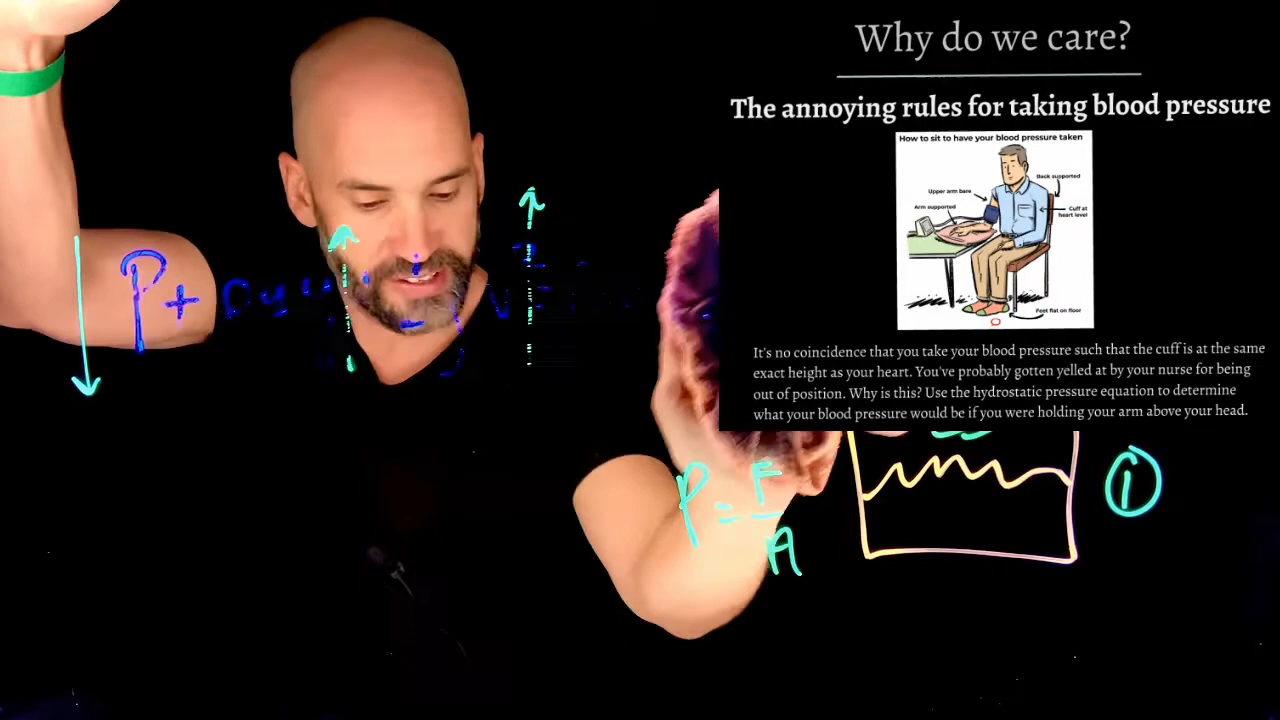 Why do we care?
The annoying rules for taking blood pressure
How to sit to have your blood pressure taken
Back supported
Upper arm bare
Arm supported
Cuff at
heart level
Feet flat on floor
It's no coincidence that you take your blood pressure such that the cuff is at the same
exact height as your heart. You've probably gotten yelled at by your nurse for being
out of position. Why is this? Use the hydrostatic pressure equation to determine
what your blood pressure would be if you were holding your arm above your head.
P +
P = F
A
1